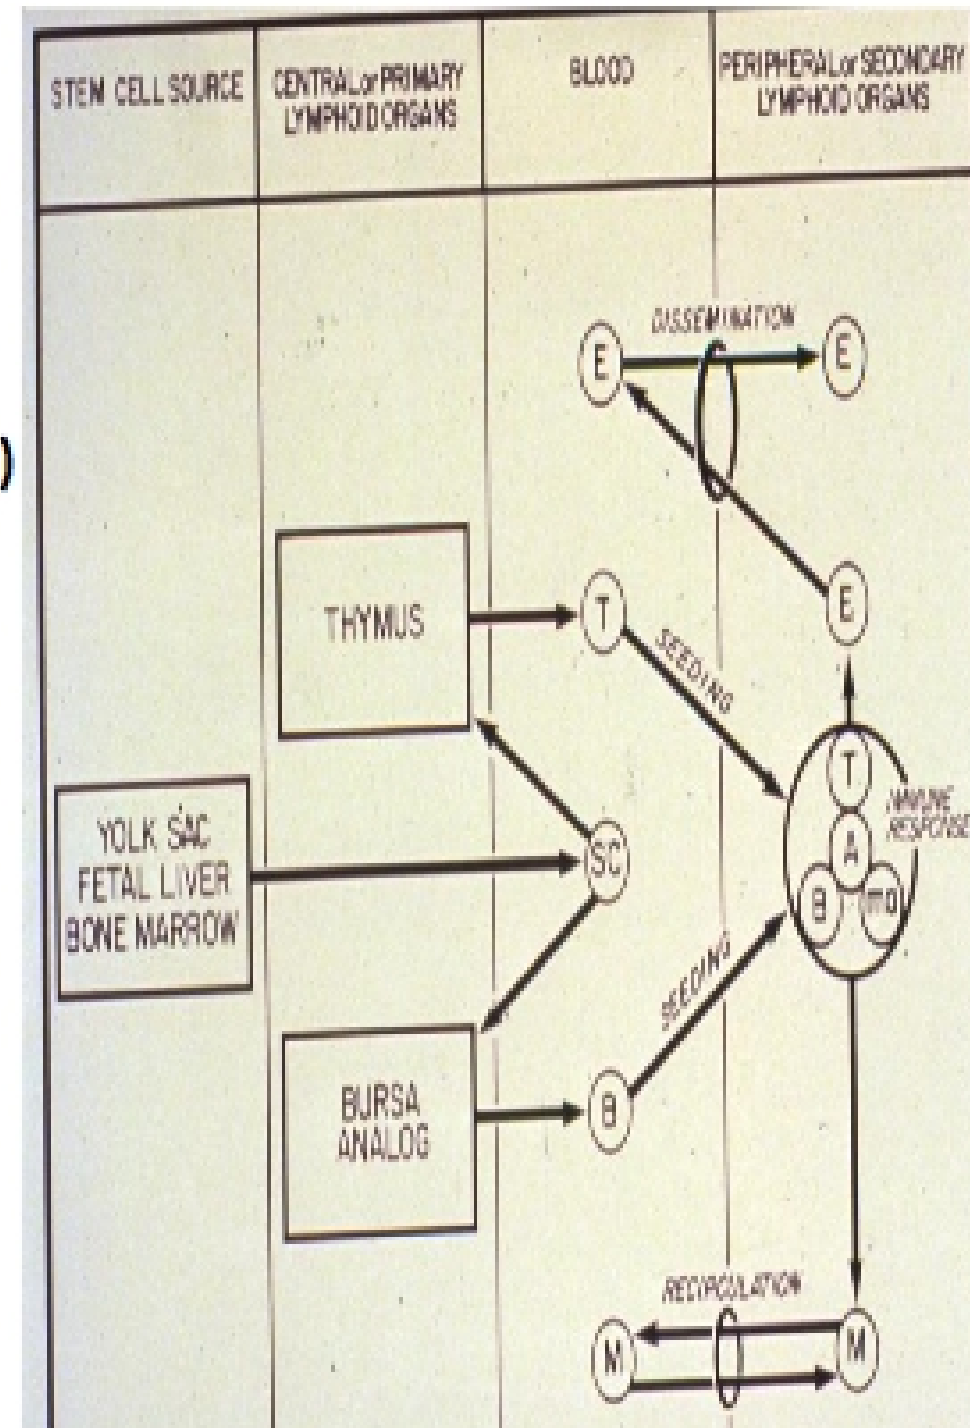 STEM CELL SOURCE
CENTRAL or PRIMARY
LYMPHOID ORGANS
BLOOD
PERIPHERAL or SECONDARY
LYMPHOID ORGANS
DISSEMINATION
E
E
)
THYMUS
T
E
SEEDING
T
IMMUNE
RESPONSE
YOLK SAC
FETAL LIVER
BONE MARROW
SC
A
B
mo
SEEDING
BURSA
ANALOG
B
RECIRCULATION
M
M